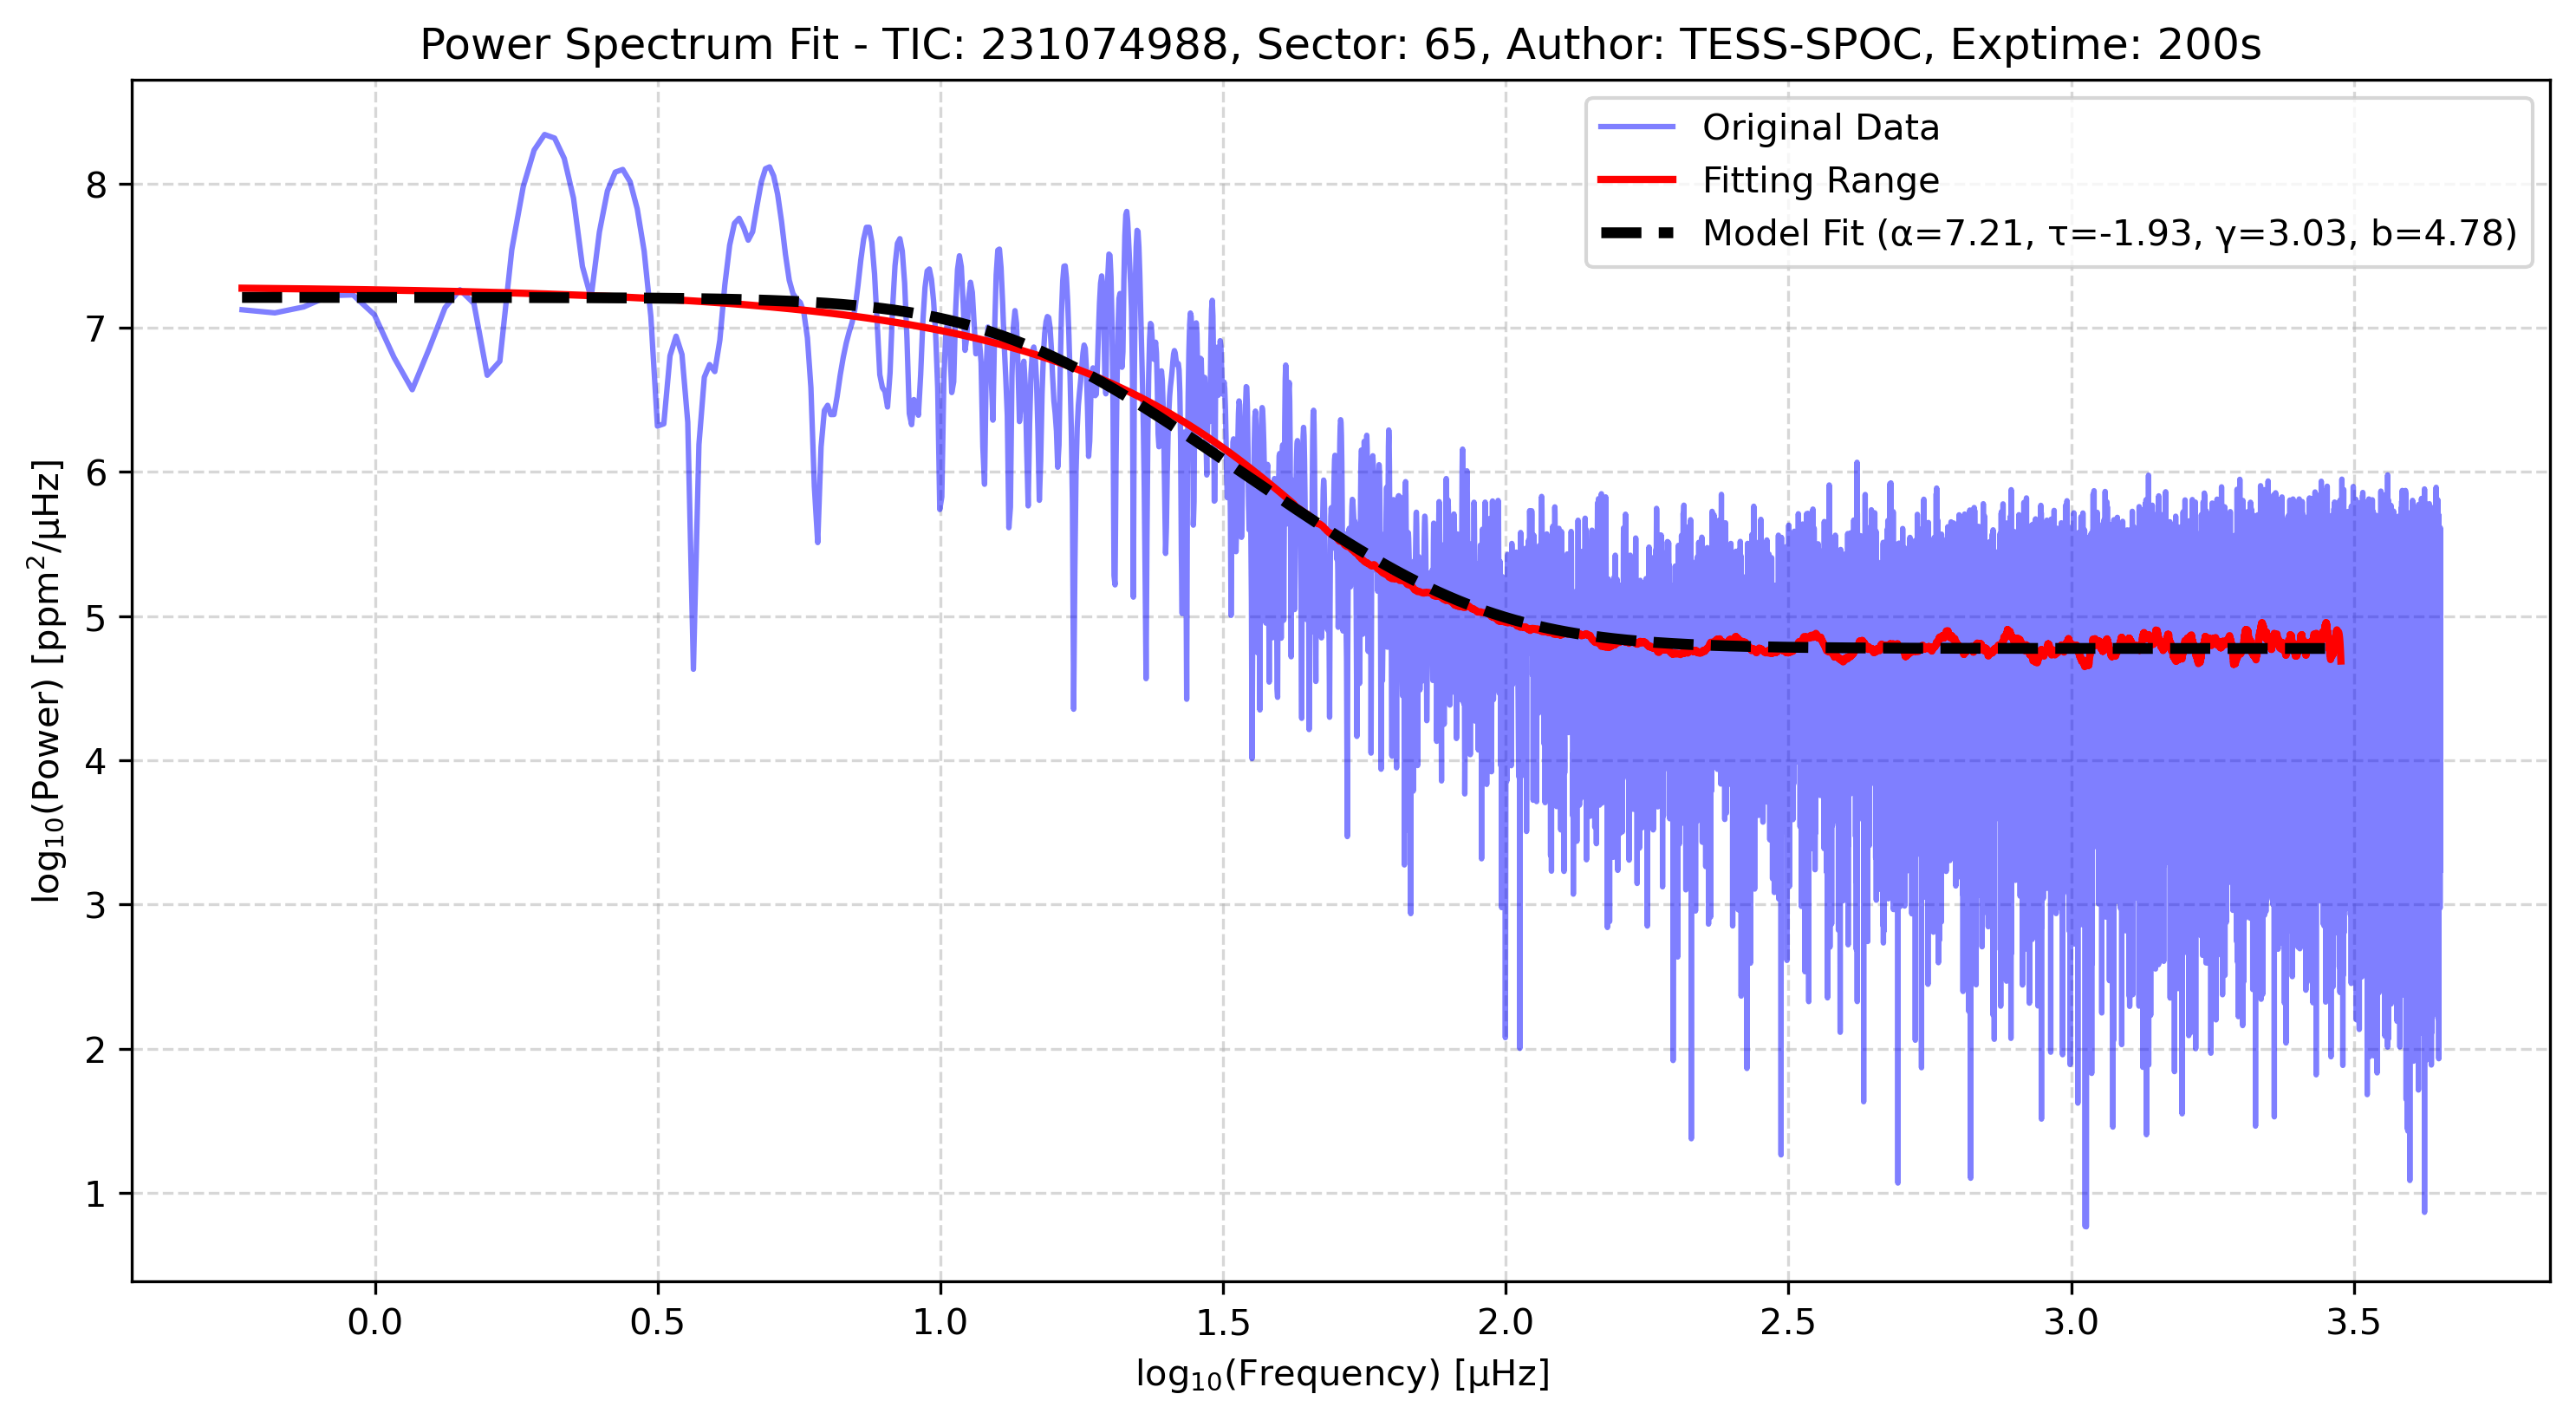 Power Spectrum Fit - TIC: 231074988, Sector: 65, Author: TESS-SPOC, Exptime: 200s
Original Data
Fitting Range
Model Fit (α=7.21, τ=-1.93, γ=3.03, b=4.78)
log₁₀(Power) [ppm²/μHz]
8
7
6
5
4
3
2
1
0.0 0.5 1.0 1.5 2.0 2.5 3.0 3.5
log₁₀(Frequency) [μHz]